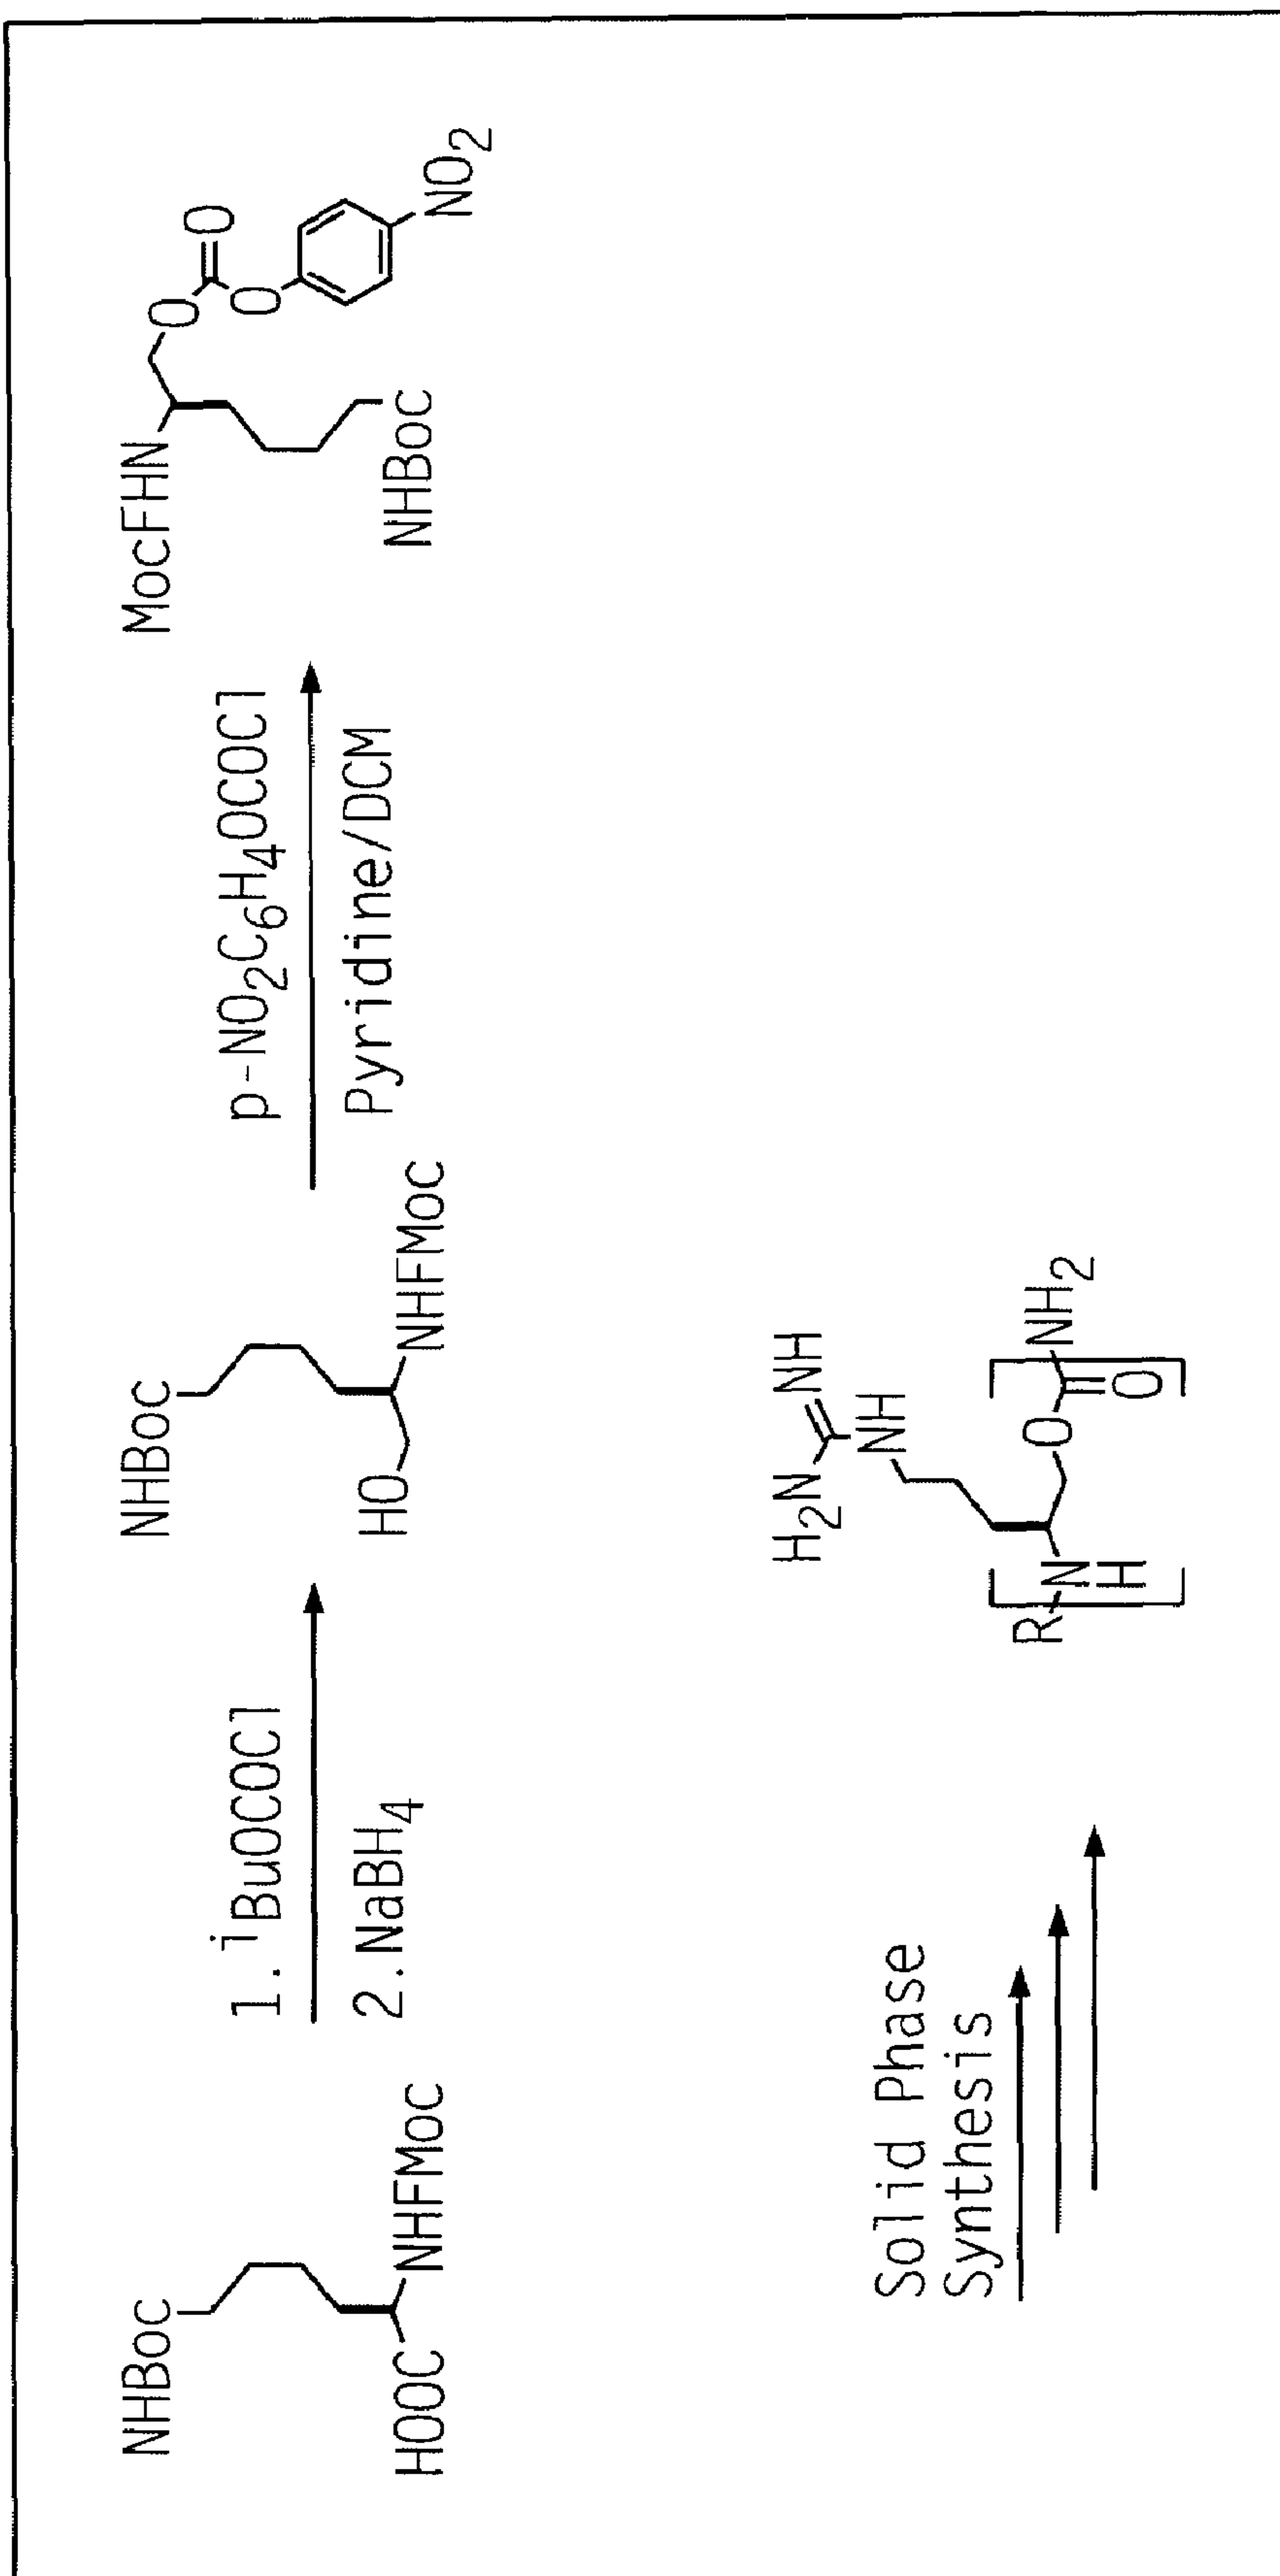 NHBoc
HOOC
NHFMoc
1. iBuOCOCl
2. NaBH4
NHBoc
HO
NHFMoc
p-NO2C6H4OCOCl
Pyridine/DCM
MocFHN
O
O
O
NO2
NHBoc
Solid Phase
Synthesis
H2N
NH
NH
R
N
H
O
O
NH2